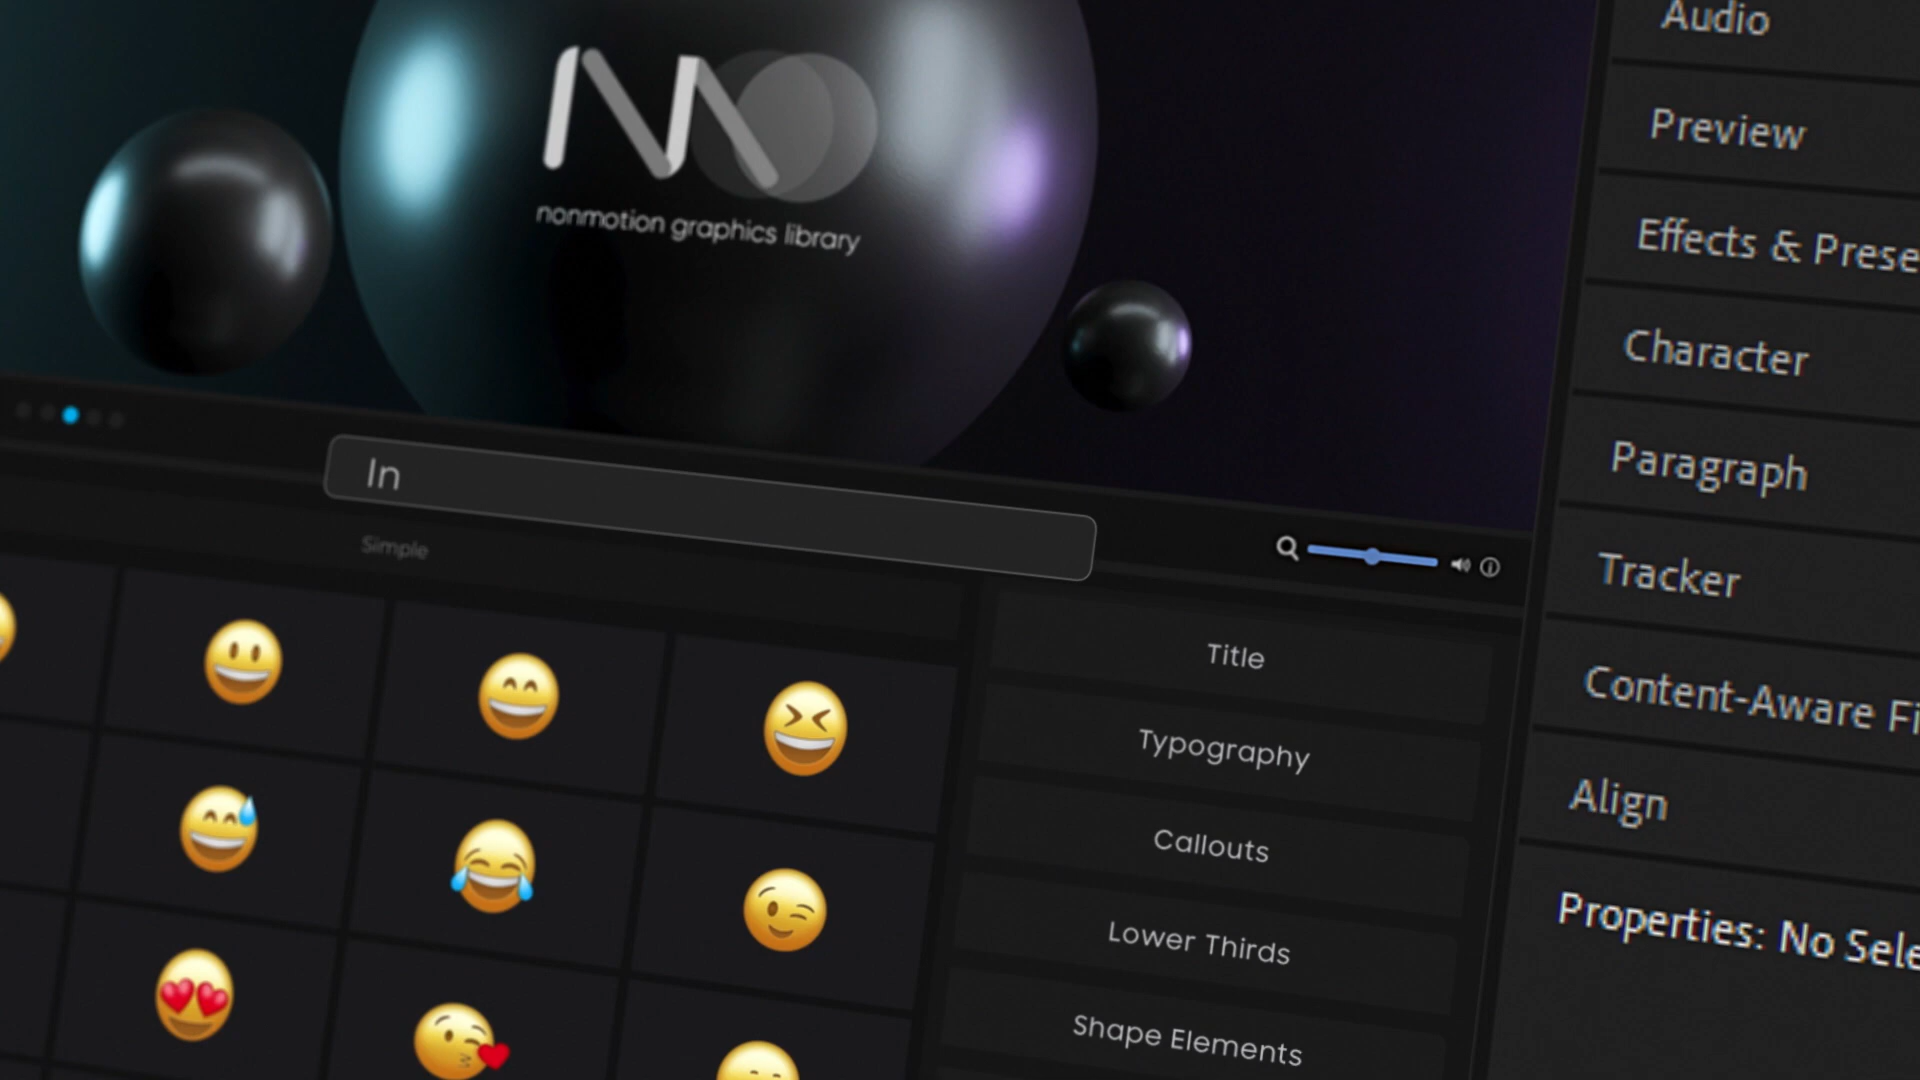 nonmotion graphics library
In
Simple
Title
Typography
Callouts
Lower Thirds
Shape Elements
Audio
Preview
Effects & Prese
Character
Paragraph
Tracker
Content-Aware Fi
Align
Properties: No Sele